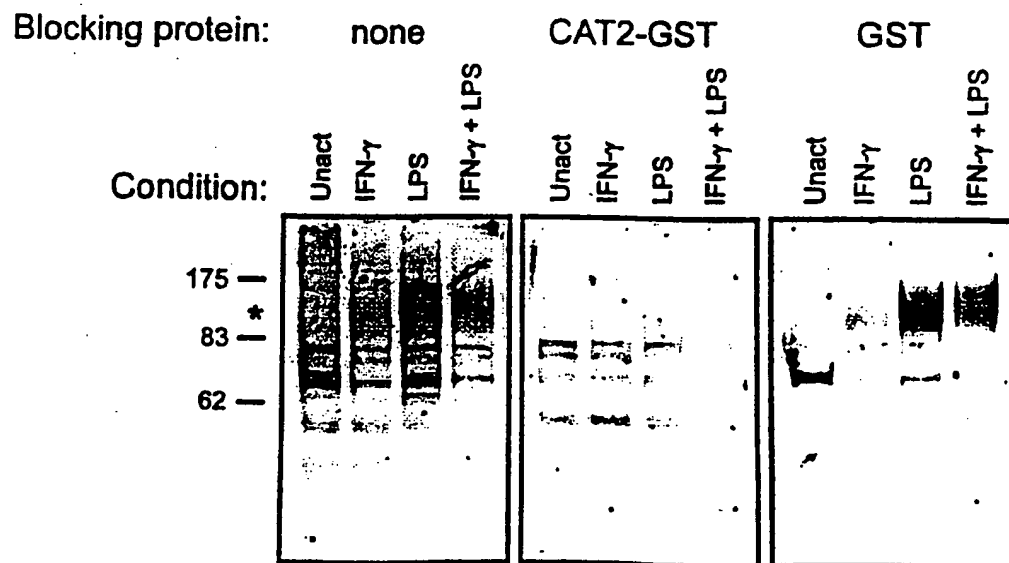 Blocking protein: none CAT2-GST GST
Condition: Unact IFN-γ LPS IFN-γ + LPS Unact IFN-γ LPS IFN-γ + LPS Unact IFN-γ LPS IFN-γ + LPS
175
*
83
62